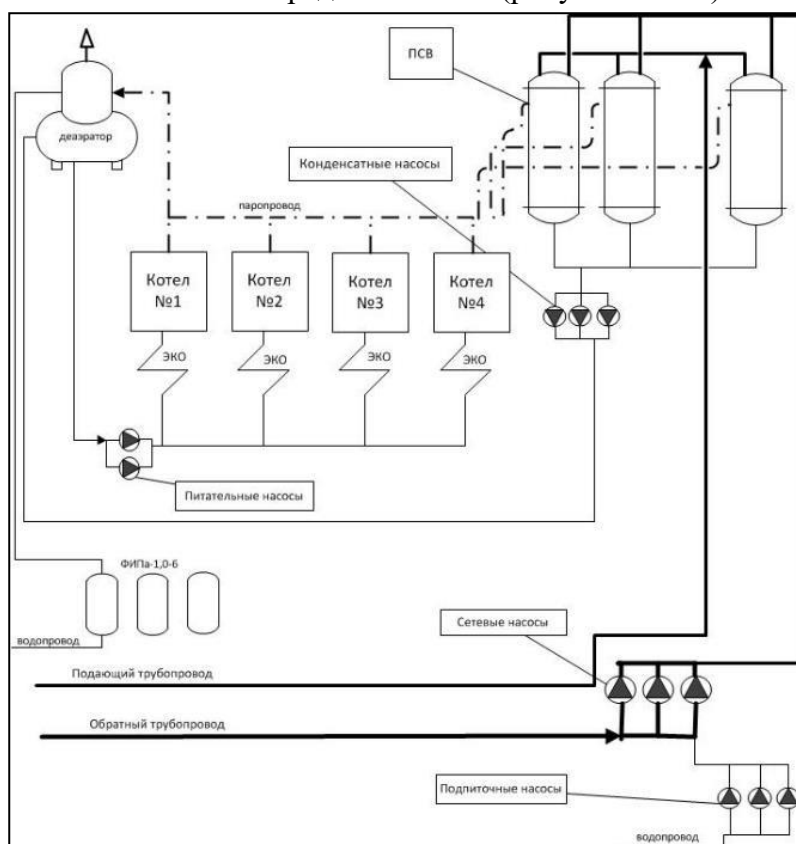 ПСВ
деаэратор
Конденсатные насосы
паропровод
Котел
№1
Котел
№2
Котел
№3
Котел
№4
ЭКО
ЭКО
ЭКО
ЭКО
Питательные насосы
ФИПа-1,0-6
водопровод
Сетевые насосы
Подающий трубопровод
Обратный трубопровод
Подпиточные насосы
водопровод